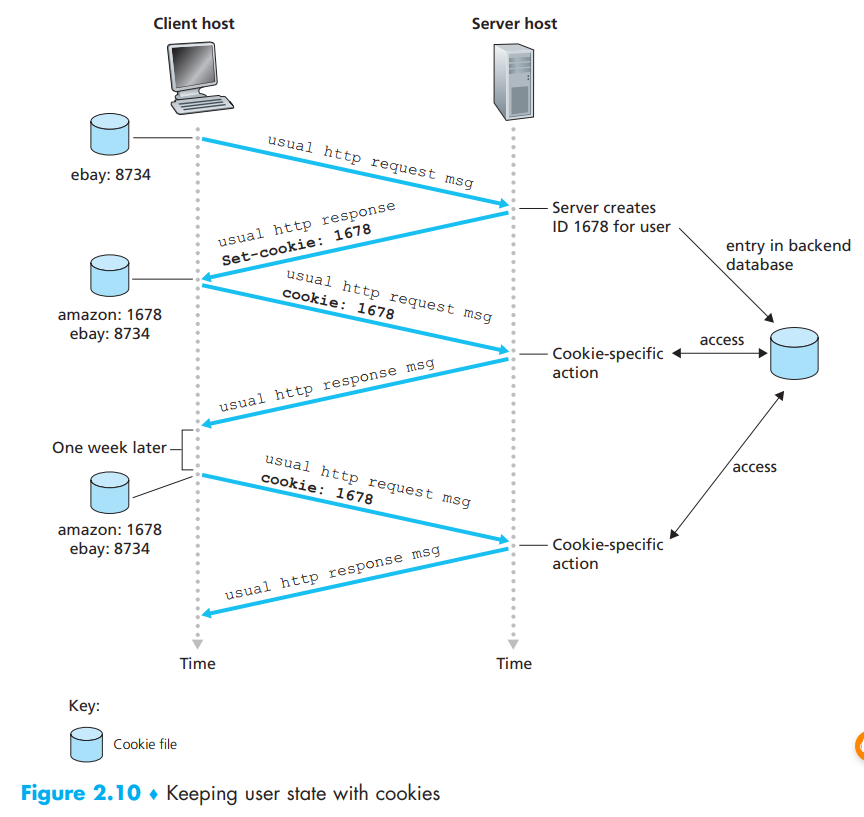 Client host
Server host
ebay: 8734
usual http request msg
Server creates
ID 1678 for user
entry in backend
database
usual http response
Set-cookie: 1678
amazon: 1678
ebay: 8734
usual http request msg
cookie: 1678
Cookie-specific
action
access
usual http response msg
One week later
amazon: 1678
ebay: 8734
usual http request msg
cookie: 1678
access
Cookie-specific
action
usual http response msg
Time
Time
Key:
Cookie file
Figure 2.10 ♦ Keeping user state with cookies